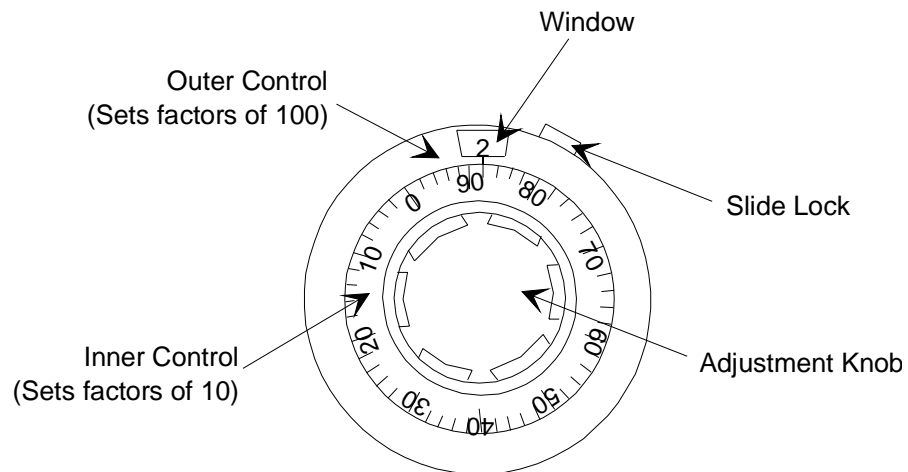 Window
Outer Control
(Sets factors of 100)
2
Slide Lock
90
80
70
60
50
40
30
20
10
0
Inner Control
(Sets factors of 10)
Adjustment Knob